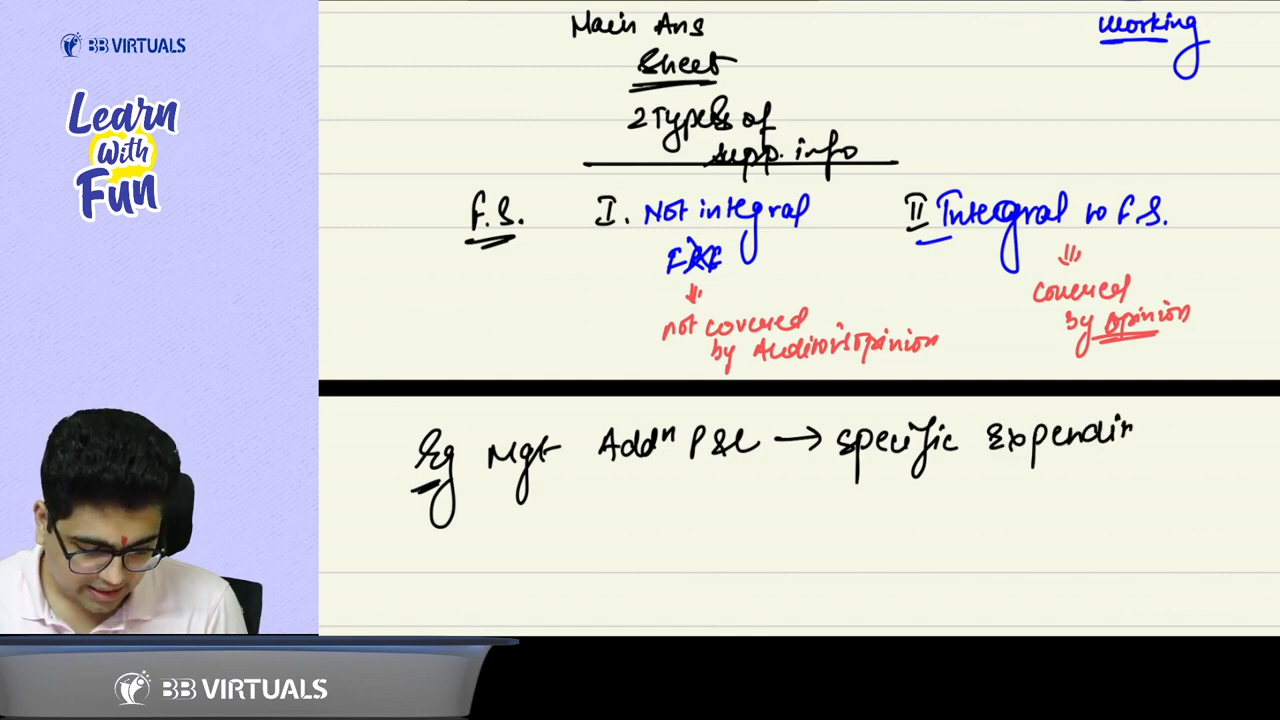 BB VIRTUALS
Learn
With
Fun
Main Ans
Sheet
working
2 Types of
supp. info
F.S. I. Not integral II Integral to F.S.
not covered
by Auditor's opinion
covered
by opinion
Eg Mgt Addn P&L → specific Expendit
BB VIRTUALS